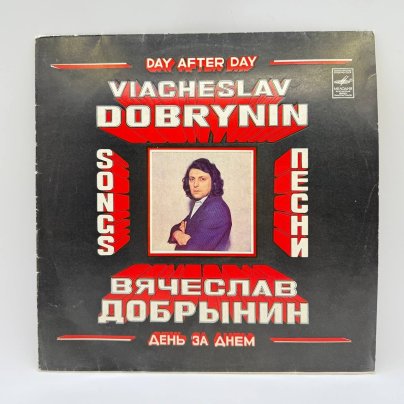 DAY AFTER DAY
VIACHESLAV
DOBRYNIN
SONGS
ПЕСНИ
ВЯЧЕСЛАВ
ДОБРЫНИН
ДЕНЬ ЗА ДНЕМ